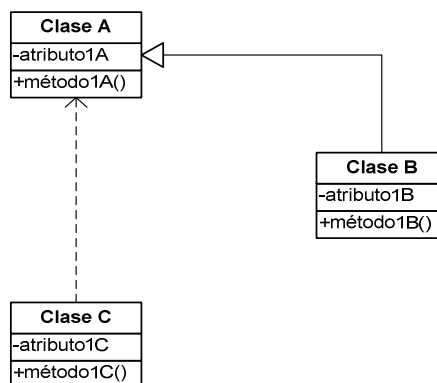 Clase A
-atributo1A
+método1A()
Clase B
-atributo1B
+método1B()
Clase C
-atributo1C
+método1C()